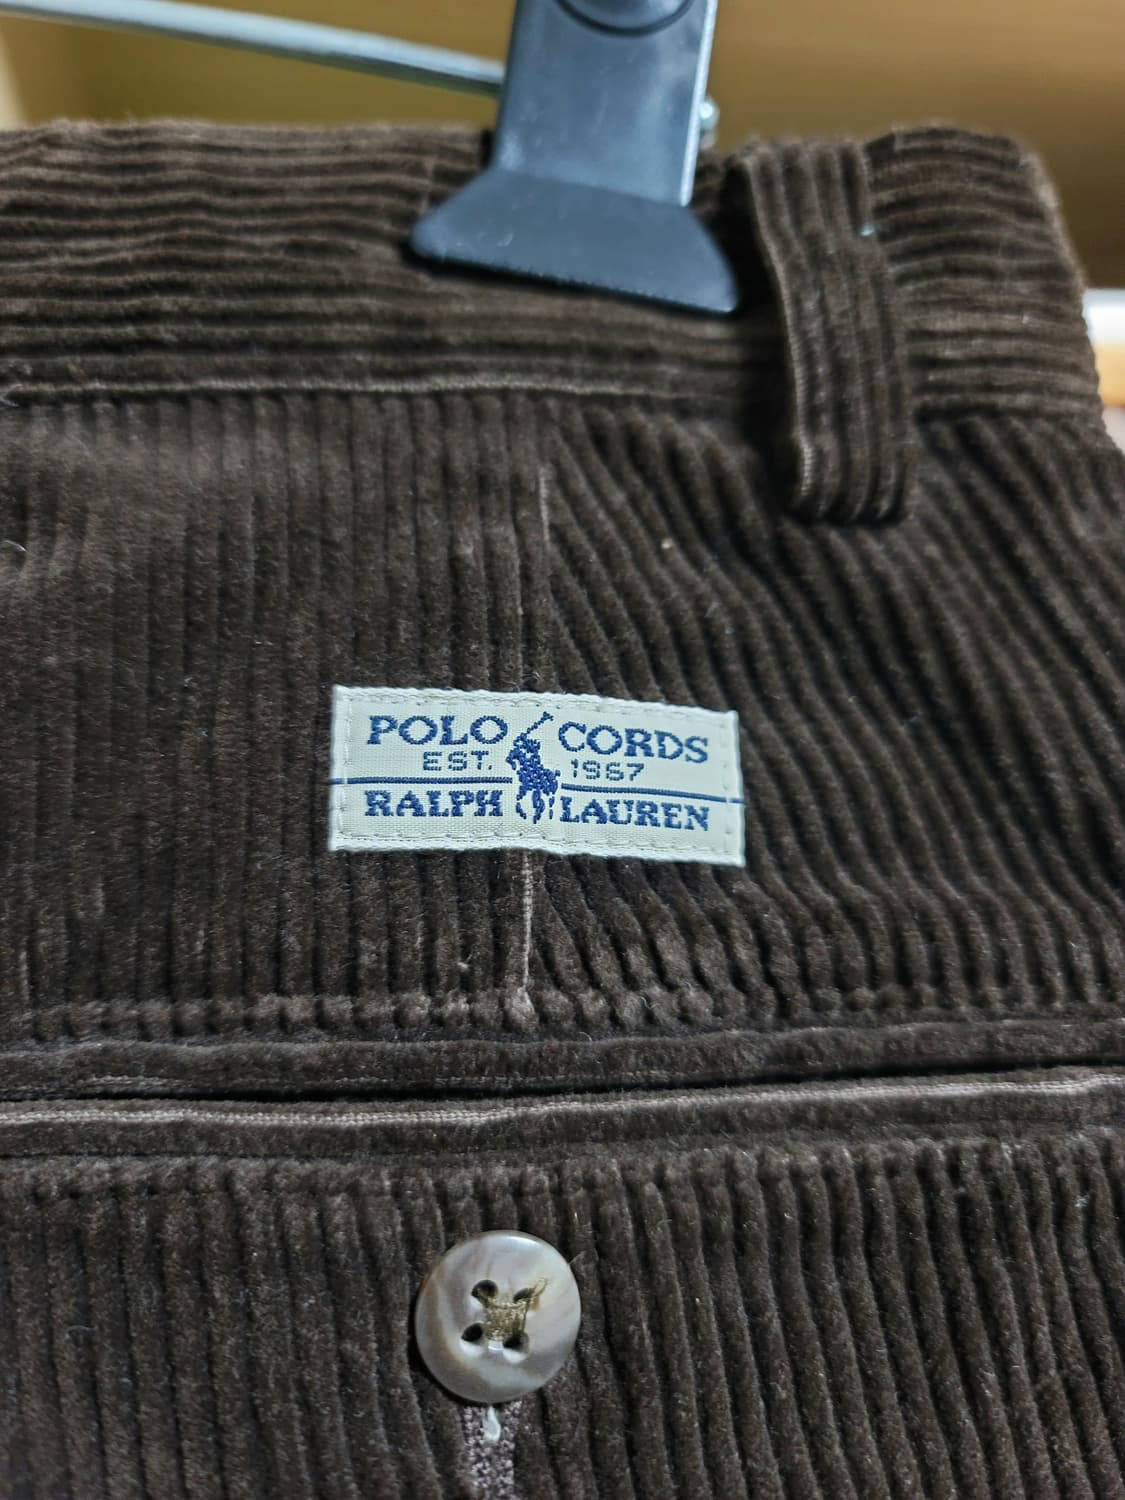 POLO CORDS
EST. 1967
RALPH LAUREN